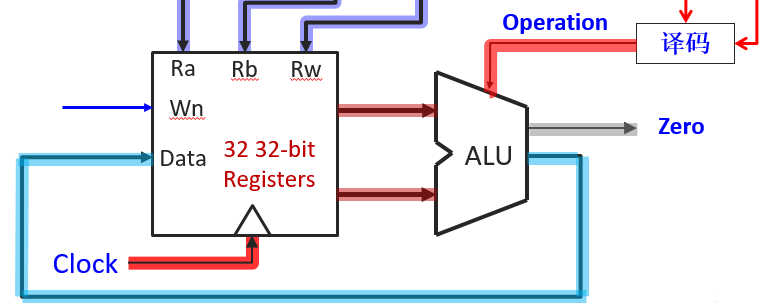 Operation
译码
Ra Rb Rw
Wn
Zero
Data
32 32-bit
Registers
ALU
Clock